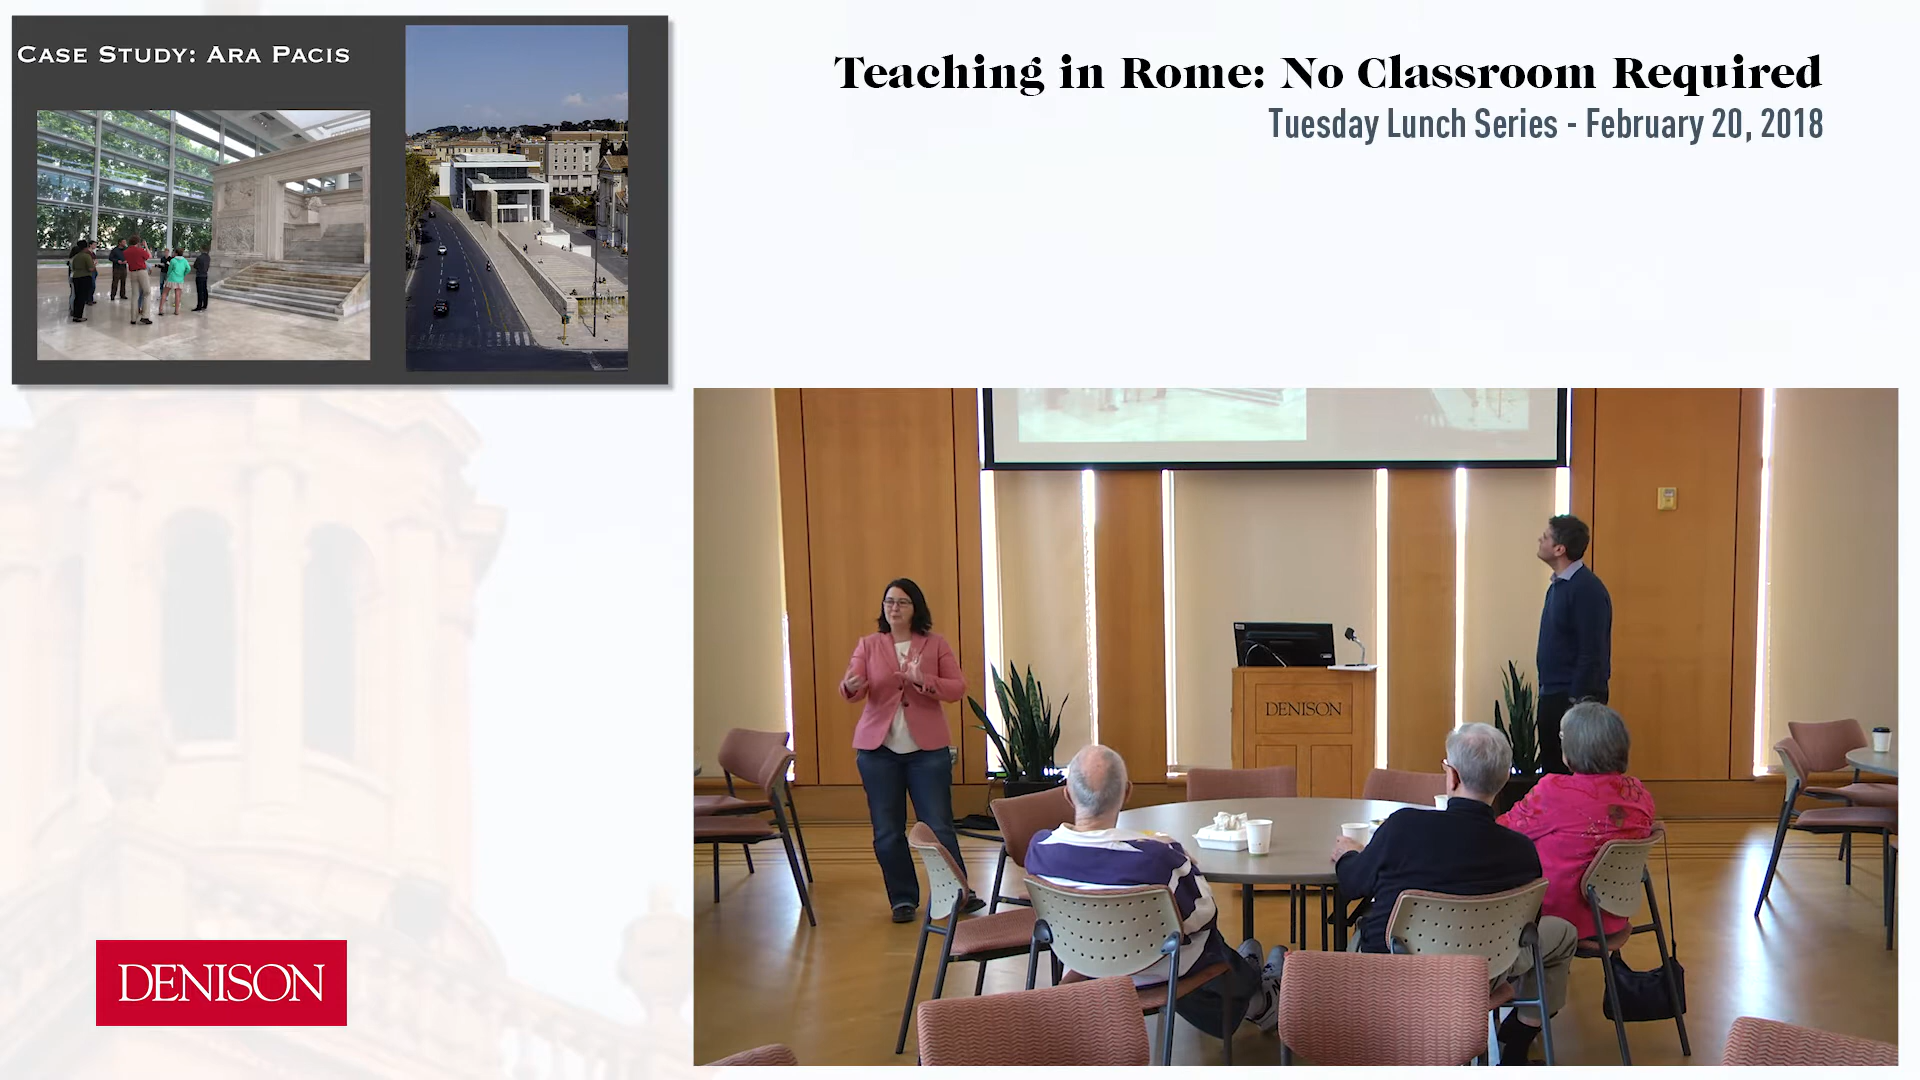 Case Study: Ara Pacis
Teaching in Rome: No Classroom Required
Tuesday Lunch Series - February 20, 2018
DENISON
DENISON